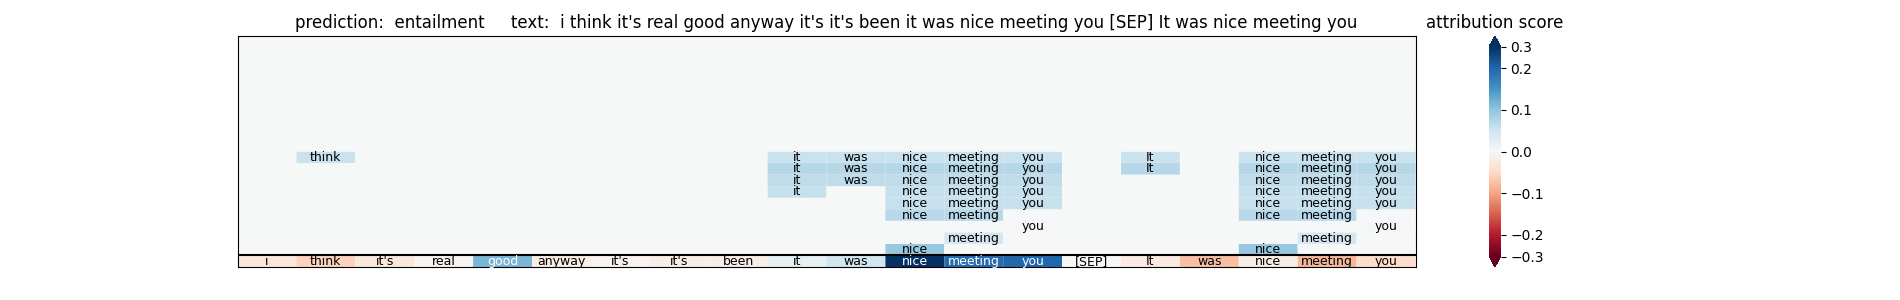 prediction:  entailment     text:  i think it's real good anyway it's it's been it was nice meeting you [SEP] It was nice meeting you
attribution score
think it was nice meeting you It nice meeting you
it was nice meeting you It nice meeting you
it was nice meeting you nice meeting you
it nice meeting you nice meeting you
nice meeting you nice meeting you
nice meeting nice meeting
you you
meeting meeting
nice nice
i think it's real good anyway it's it's been it was nice meeting you [SEP] It was nice meeting you
0.3
0.2
0.1
0.0
−0.1
−0.2
−0.3